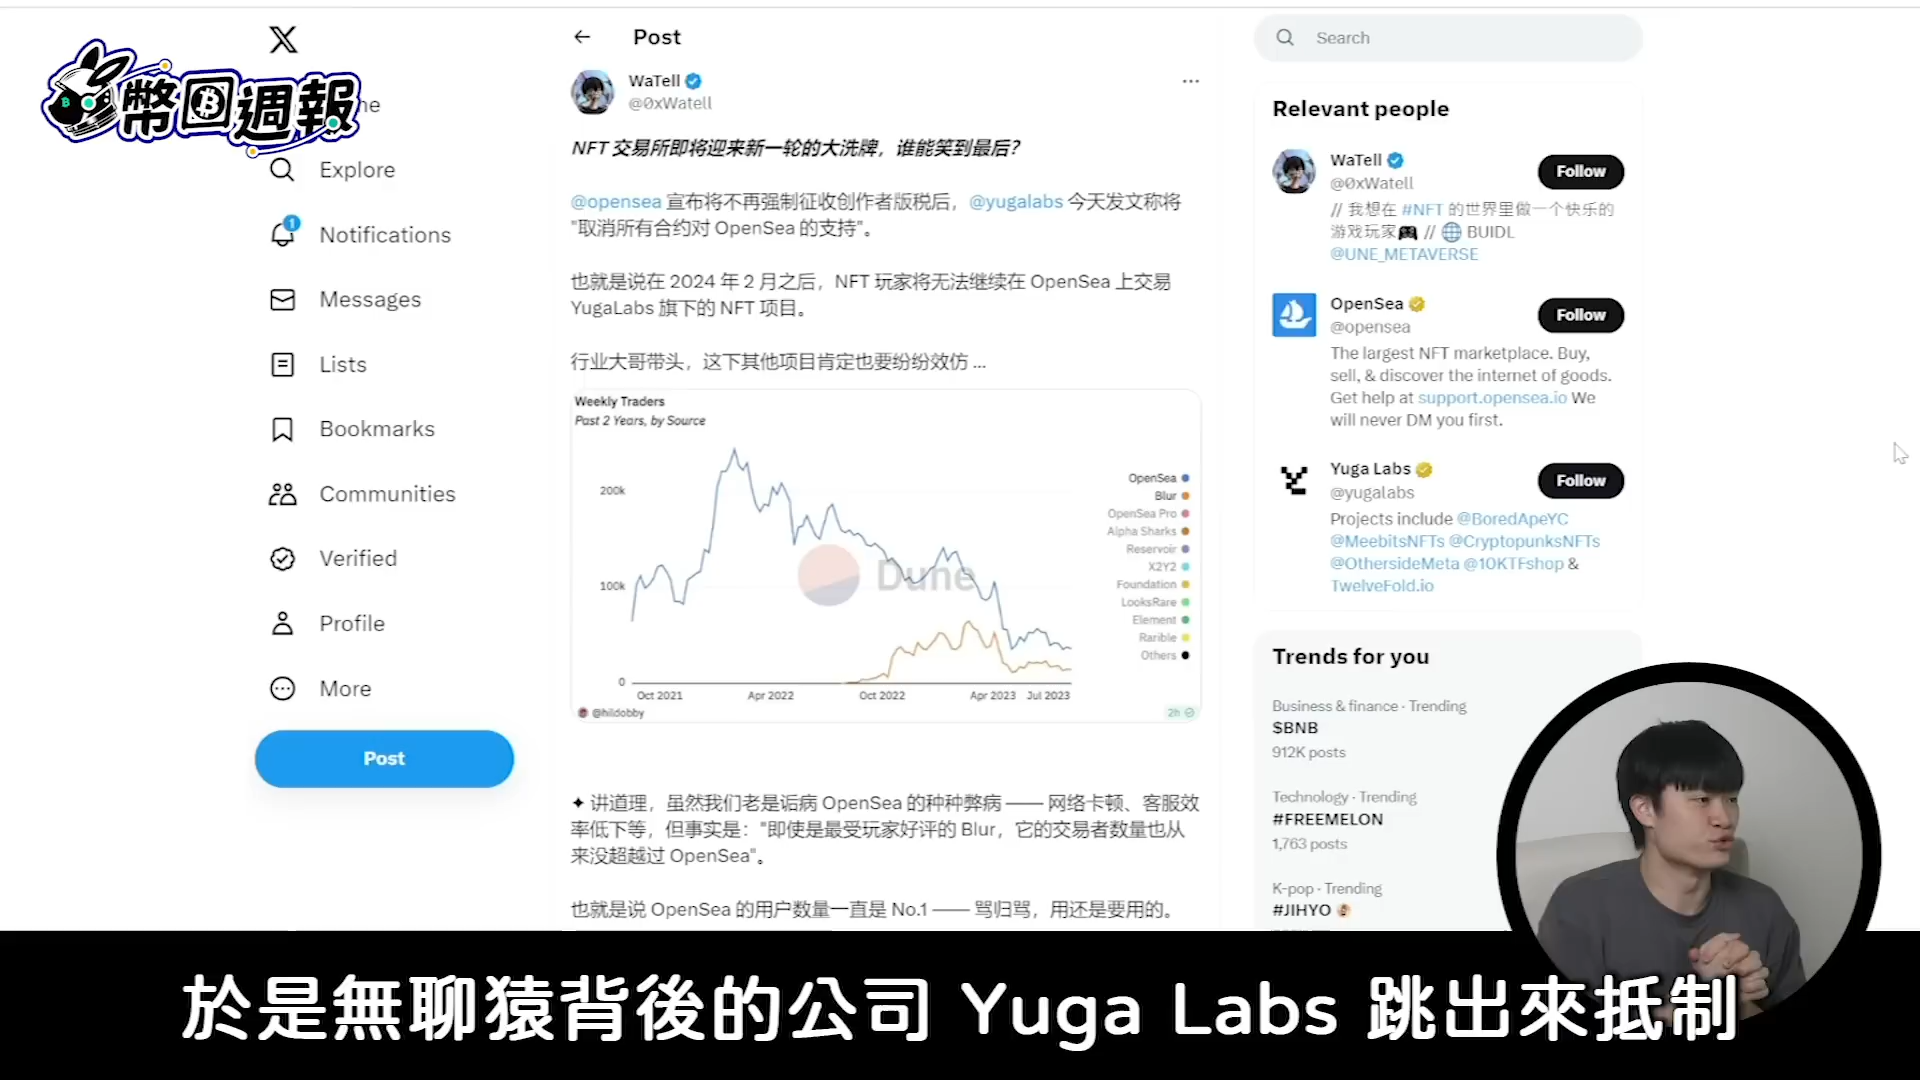 幣圈週報
me
Explore
1
Notifications
Messages
Lists
Bookmarks
Communities
Verified
Profile
More
Post
Post
WaTell
@0xWatell
NFT 交易所即将迎来新一轮的大洗牌，谁能笑到最后？
@opensea 宣布将不再强制征收创作者版税后，@yugalabs 今天发文称将
"取消所有合约对 OpenSea 的支持"。
也就是说在 2024 年 2 月之后，NFT 玩家将无法继续在 OpenSea 上交易
YugaLabs 旗下的 NFT 项目。
行业大哥带头，这下其他项目肯定也要纷纷效仿 ...
Weekly Traders
Past 2 Years, by Source
200k
100k
0
Oct 2021
Apr 2022
Oct 2022
Apr 2023
Jul 2023
Dune
OpenSea
Blur
OpenSea Pro
Alpha Sharks
Reservoir
X2Y2
Foundation
LooksRare
Element
Rarible
Others
@hildobby
2h
✦ 讲道理，虽然我们老是诟病 OpenSea 的种种弊病 —— 网络卡顿、客服效
率低下等，但事实是："即使是最受玩家好评的 Blur，它的交易者数量也从
来没超越过 OpenSea"。
也就是说 OpenSea 的用户数量一直是 No.1 —— 骂归骂，用还是要用的。
Search
Relevant people
WaTell
@0xWatell
Follow
// 我想在 #NFT 的世界里做一个快乐的
游戏玩家🎮 // 🌐 BUIDL
@UNE_METAVERSE
OpenSea
@opensea
Follow
The largest NFT marketplace. Buy,
sell, & discover the internet of goods.
Get help at support.opensea.io We
will never DM you first.
Yuga Labs
@yugalabs
Follow
Projects include @BoredApeYC
@MeebitsNFTs @CryptopunksNFTs
@OthersideMeta @10KTFshop &
TwelveFold.io
Trends for you
Business & finance · Trending
$BNB
912K posts
Technology · Trending
#FREEMELON
1,763 posts
K-pop · Trending
#JIHYO
於是無聊猿背後的公司 Yuga Labs 跳出來抵制